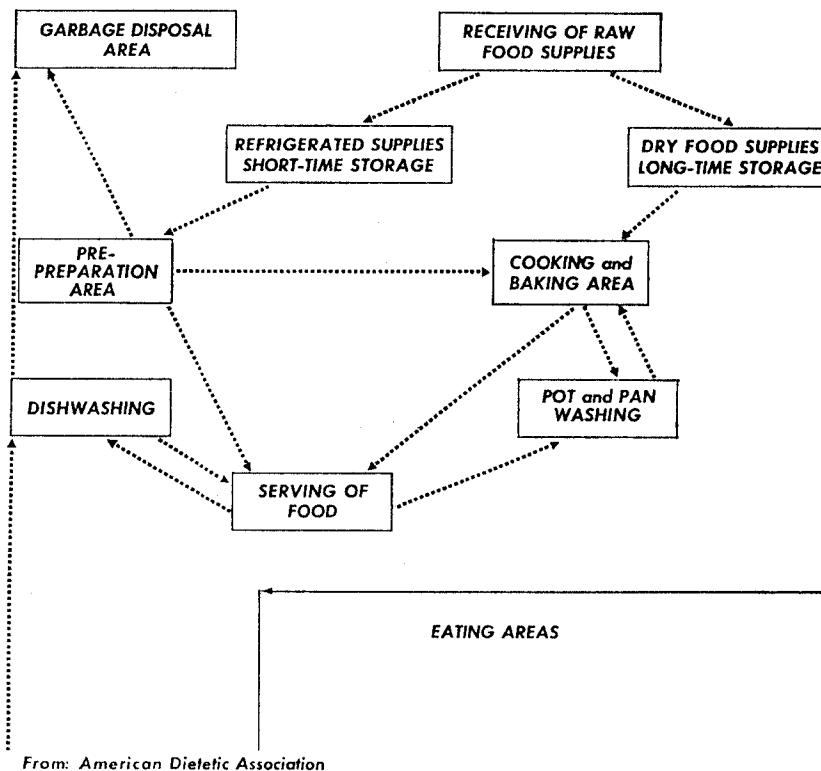 GARBAGE DISPOSAL
AREA
RECEIVING OF RAW
FOOD SUPPLIES
REFRIGERATED SUPPLIES
SHORT-TIME STORAGE
DRY FOOD SUPPLIES
LONG-TIME STORAGE
PRE-
PREPARATION
AREA
COOKING and
BAKING AREA
DISHWASHING
POT and PAN
WASHING
SERVING OF
FOOD
EATING AREAS
From: American Dietetic Association